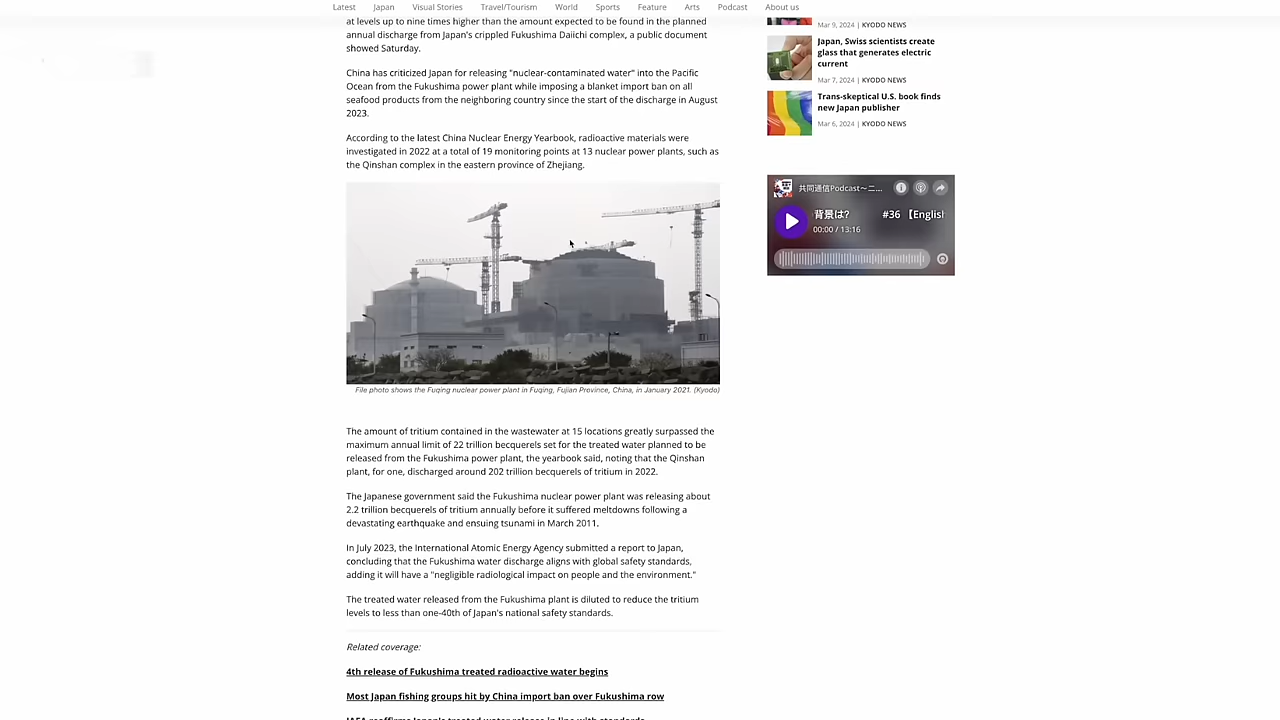 Latest Japan Visual Stories Travel/Tourism World Sports Feature Arts Podcast About us
at levels up to nine times higher than the amount expected to be found in the planned
annual discharge from Japan's crippled Fukushima Daiichi complex, a public document
showed Saturday.
China has criticized Japan for releasing "nuclear-contaminated water" into the Pacific
Ocean from the Fukushima power plant while imposing a blanket import ban on all
seafood products from the neighboring country since the start of the discharge in August
2023.
According to the latest China Nuclear Energy Yearbook, radioactive materials were
investigated in 2022 at a total of 19 monitoring points at 13 nuclear power plants, such as
the Qinshan complex in the eastern province of Zhejiang.
File photo shows the Fuqing nuclear power plant in Fuqing, Fujian Province, China, in January 2021. (Kyodo)
The amount of tritium contained in the wastewater at 15 locations greatly surpassed the
maximum annual limit of 22 trillion becquerels set for the treated water planned to be
released from the Fukushima power plant, the yearbook said, noting that the Qinshan
plant, for one, discharged around 202 trillion becquerels of tritium in 2022.
The Japanese government said the Fukushima nuclear power plant was releasing about
2.2 trillion becquerels of tritium annually before it suffered meltdowns following a
devastating earthquake and ensuing tsunami in March 2011.
In July 2023, the International Atomic Energy Agency submitted a report to Japan,
concluding that the Fukushima water discharge aligns with global safety standards,
adding it will have a "negligible radiological impact on people and the environment."
The treated water released from the Fukushima plant is diluted to reduce the tritium
levels to less than one-40th of Japan's national safety standards.
Related coverage:
4th release of Fukushima treated radioactive water begins
Most Japan fishing groups hit by China import ban over Fukushima row
IAEA reaffirms Japan's treated water release in line with standards
Mar 9, 2024 | KYODO NEWS
Japan, Swiss scientists create
glass that generates electric
current
Mar 7, 2024 | KYODO NEWS
Trans-skeptical U.S. book finds
new Japan publisher
Mar 6, 2024 | KYODO NEWS
共同通信Podcast〜二...
背景は? #36 【Englis
00:00 / 13:16